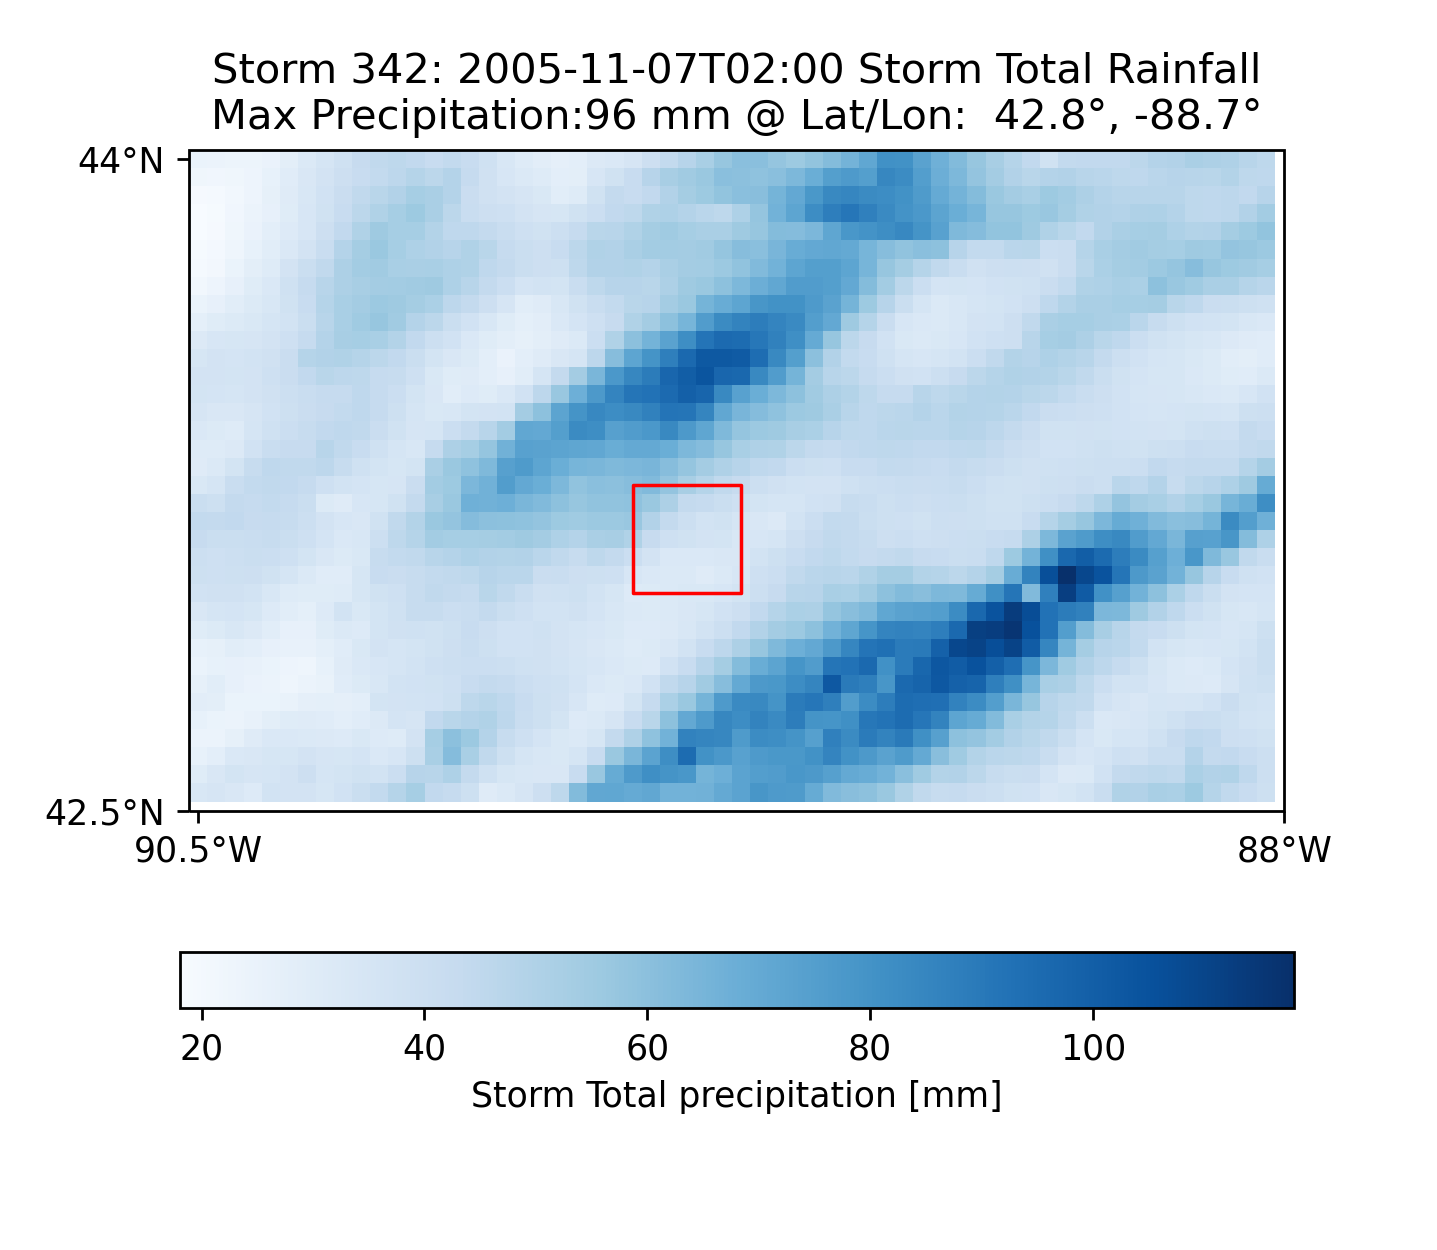 Storm 342: 2005-11-07T02:00 Storm Total Rainfall
Max Precipitation:96 mm @ Lat/Lon:  42.8°, -88.7°
44°N
42.5°N
90.5°W 88°W
20 40 60 80 100
Storm Total precipitation [mm]